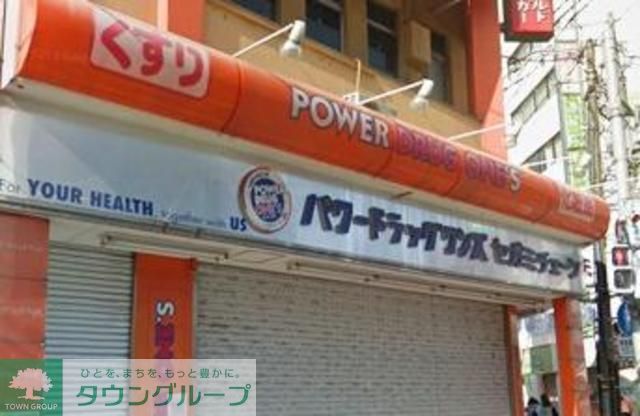 くすり
POWER DRUG ONE'S
For YOUR HEALTH, together with US
パワードラッグワンズ セガミチェーン
ひとを、まちを、もっと豊かに。
タウングループ
TOWN GROUP